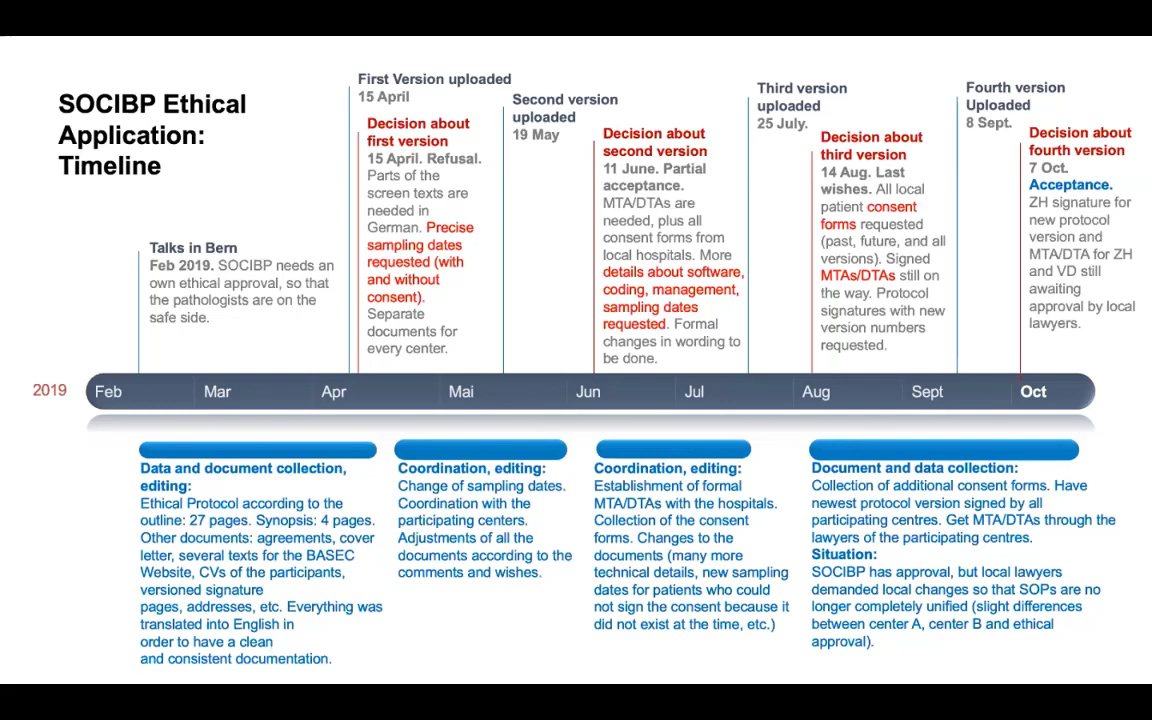 SOCIBP Ethical
Application:
Timeline
Talks in Bern
Feb 2019. SOCIBP needs an
own ethical approval, so that
the pathologists are on the
safe side.
First Version uploaded
15 April
Decision about
first version
15 April. Refusal.
Parts of the
screen texts are
needed in
German. Precise
sampling dates
requested (with
and without
consent).
Separate
documents for
every center.
Second version
uploaded
19 May
Decision about
second version
11 June. Partial
acceptance.
MTA/DTAs are
needed, plus all
consent forms from
local hospitals. More
details about software,
coding, management,
sampling dates
requested. Formal
changes in wording to
be done.
Third version
uploaded
25 July.
Decision about
third version
14 Aug. Last
wishes. All local
patient consent
forms requested
(past, future, and all
versions). Signed
MTAs/DTAs still on
the way. Protocol
signatures with new
version numbers
requested.
Fourth version
Uploaded
8 Sept.
Decision about
fourth version
7 Oct.
Acceptance.
ZH signature for
new protocol
version and
MTA/DTA for ZH
and VD still
awaiting
approval by local
lawyers.
2019
Feb
Mar
Apr
Mai
Jun
Jul
Aug
Sept
Oct
Data and document collection,
editing:
Ethical Protocol according to the
outline: 27 pages. Synopsis: 4 pages.
Other documents: agreements, cover
letter, several texts for the BASEC
Website, CVs of the participants,
versioned signature
pages, addresses, etc. Everything was
translated into English in
order to have a clean
and consistent documentation.
Coordination, editing:
Change of sampling dates.
Coordination with the
participating centers.
Adjustments of all the
documents according to the
comments and wishes.
Coordination, editing:
Establishment of formal
MTA/DTAs with the hospitals.
Collection of the consent
forms. Changes to the
documents (many more
technical details, new sampling
dates for patients who could
not sign the consent because it
did not exist at the time, etc.)
Document and data collection:
Collection of additional consent forms. Have
newest protocol version signed by all
participating centres. Get MTA/DTAs through the
lawyers of the participating centres.
Situation:
SOCIBP has approval, but local lawyers
demanded local changes so that SOPs are no
longer completely unified (slight differences
between center A, center B and ethical
approval).